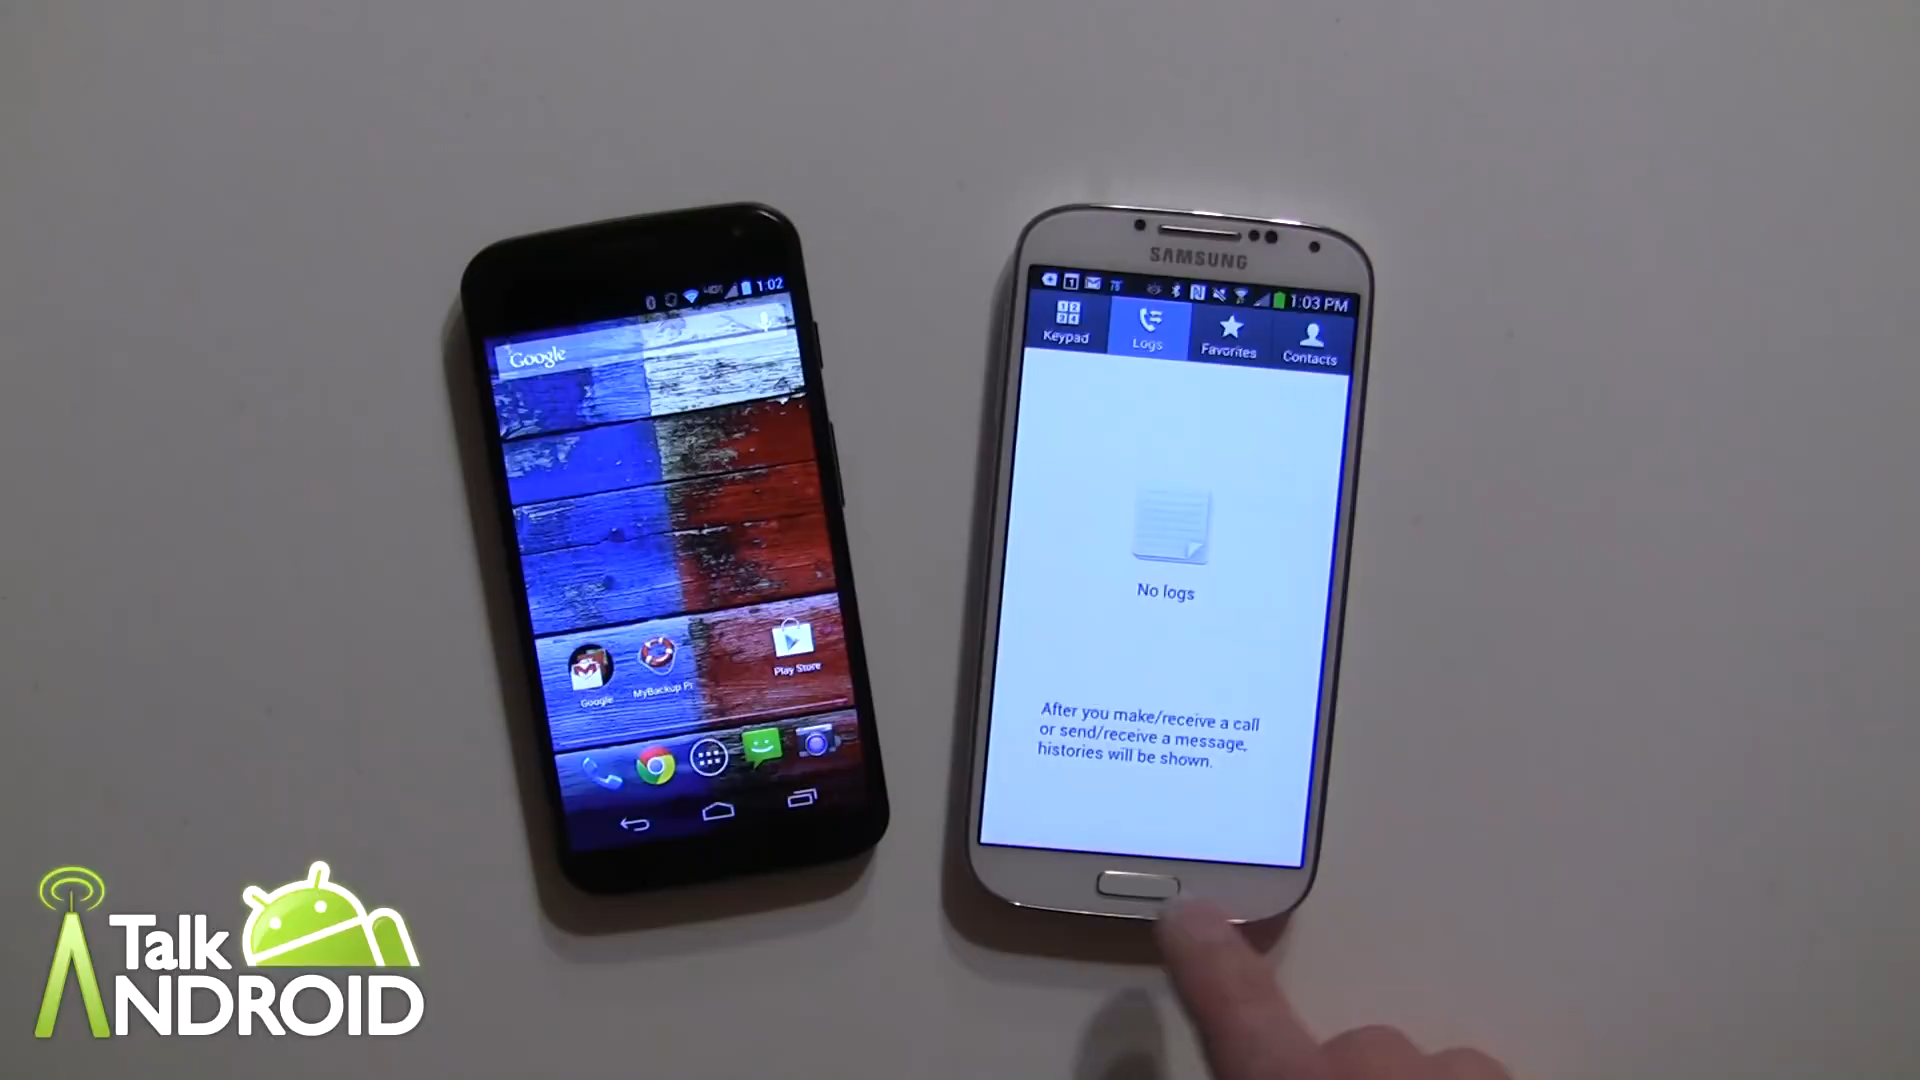 1:02
Google
Google
MyBackup Pr
Play Store
SAMSUNG
1:03 PM
Keypad
Logs
Favorites
Contacts
No logs
After you make/receive a call
or send/receive a message,
histories will be shown.
Talk
ANDROID